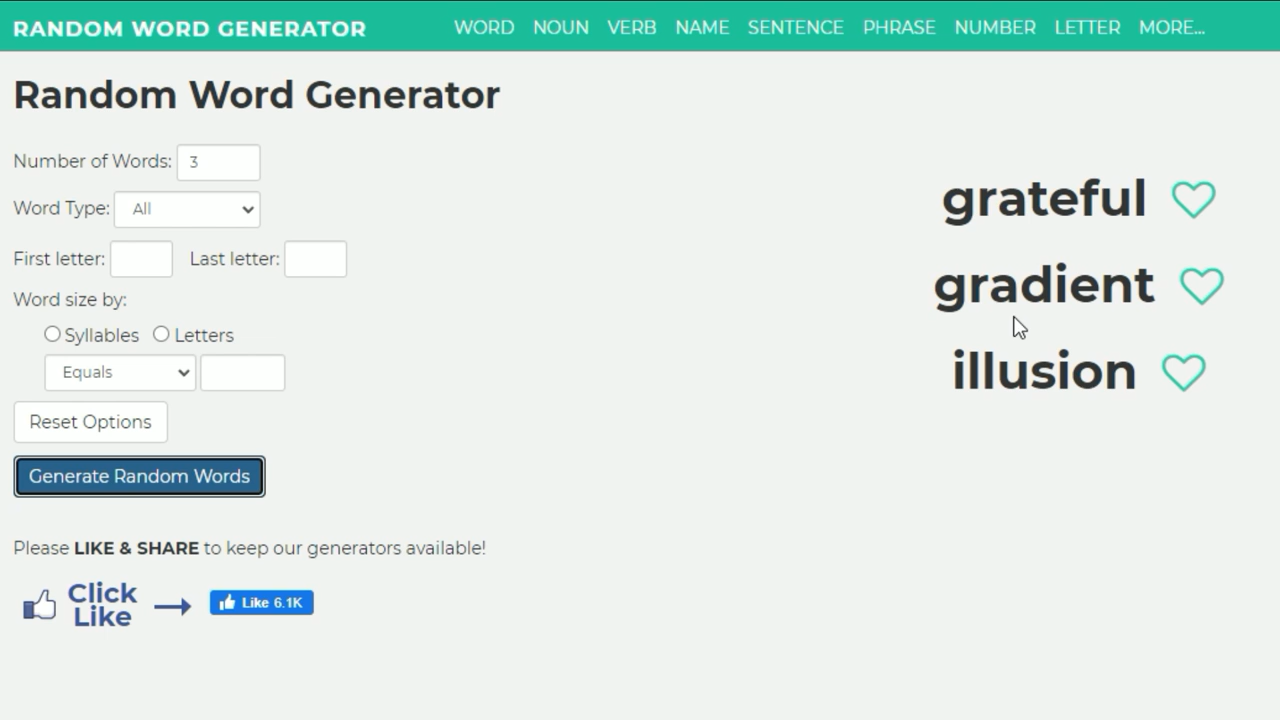 RANDOM WORD GENERATOR WORD NOUN VERB NAME SENTENCE PHRASE NUMBER LETTER MORE...
Random Word Generator
Number of Words: 3
Word Type: All
First letter: Last letter:
Word size by:
Syllables Letters
Equals
Reset Options
Generate Random Words
Please LIKE & SHARE to keep our generators available!
Click
Like
Like 6.1K
grateful
gradient
illusion